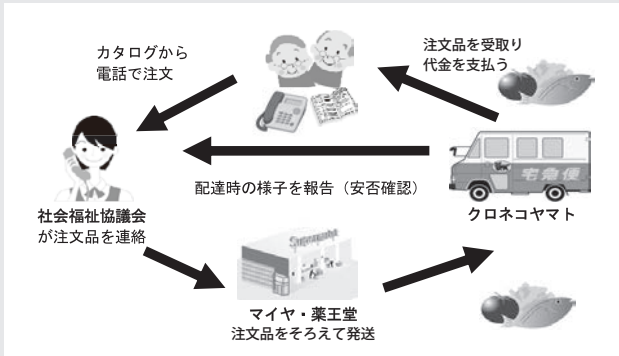 カタログから
電話で注文
注文品を受取り
代金を支払う
宅急便
配達時の様子を報告（安否確認）
クロネコヤマト
社会福祉協議会
が注文品を連絡
Supermarket
マイヤ・薬王堂
注文品をそろえて発送